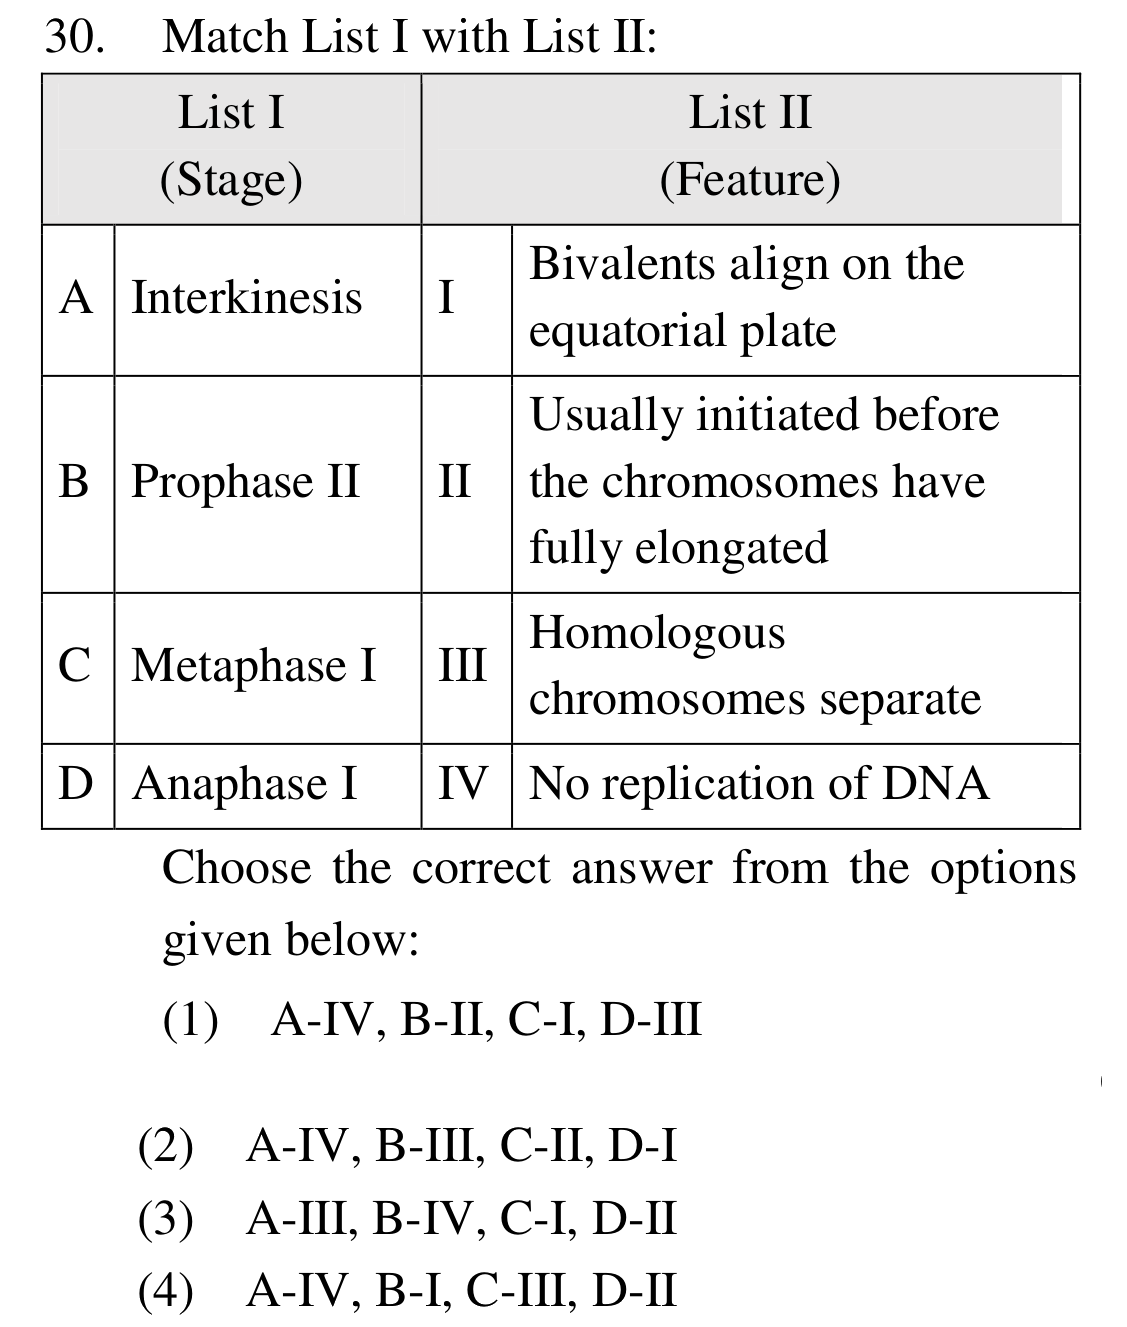 30. Match List I with List II:
List I List II
(Stage) (Feature)
A Interkinesis I Bivalents align on the
equatorial plate
B Prophase II II Usually initiated before
the chromosomes have
fully elongated
C Metaphase I III Homologous
chromosomes separate
D Anaphase I IV No replication of DNA
Choose the correct answer from the options
given below:
(1) A-IV, B-II, C-I, D-III
(2) A-IV, B-III, C-II, D-I
(3) A-III, B-IV, C-I, D-II
(4) A-IV, B-I, C-III, D-II